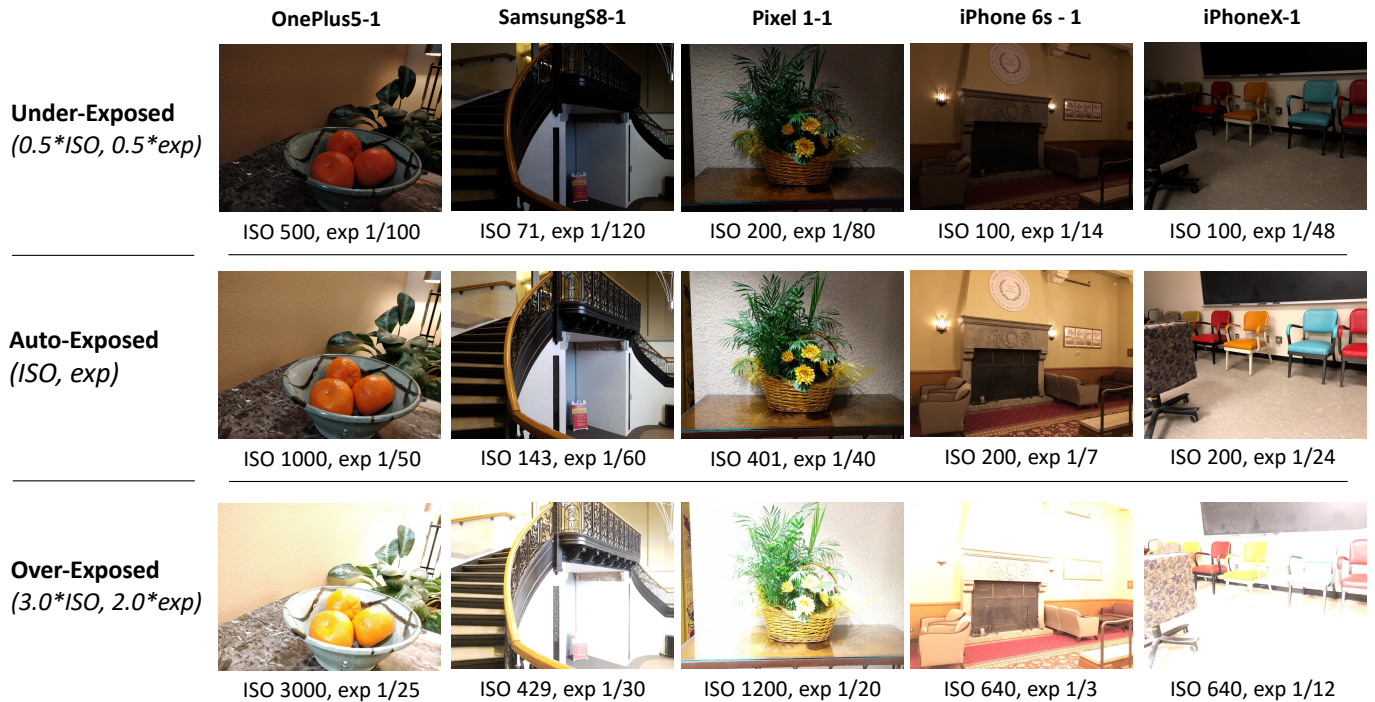 OnePlus5-1 SamsungS8-1 Pixel 1-1 iPhone 6s - 1 iPhoneX-1
Under-Exposed
(0.5*ISO, 0.5*exp)
ISO 500, exp 1/100 ISO 71, exp 1/120 ISO 200, exp 1/80 ISO 100, exp 1/14 ISO 100, exp 1/48
Auto-Exposed
(ISO, exp)
ISO 1000, exp 1/50 ISO 143, exp 1/60 ISO 401, exp 1/40 ISO 200, exp 1/7 ISO 200, exp 1/24
Over-Exposed
(3.0*ISO, 2.0*exp)
ISO 3000, exp 1/25 ISO 429, exp 1/30 ISO 1200, exp 1/20 ISO 640, exp 1/3 ISO 640, exp 1/12